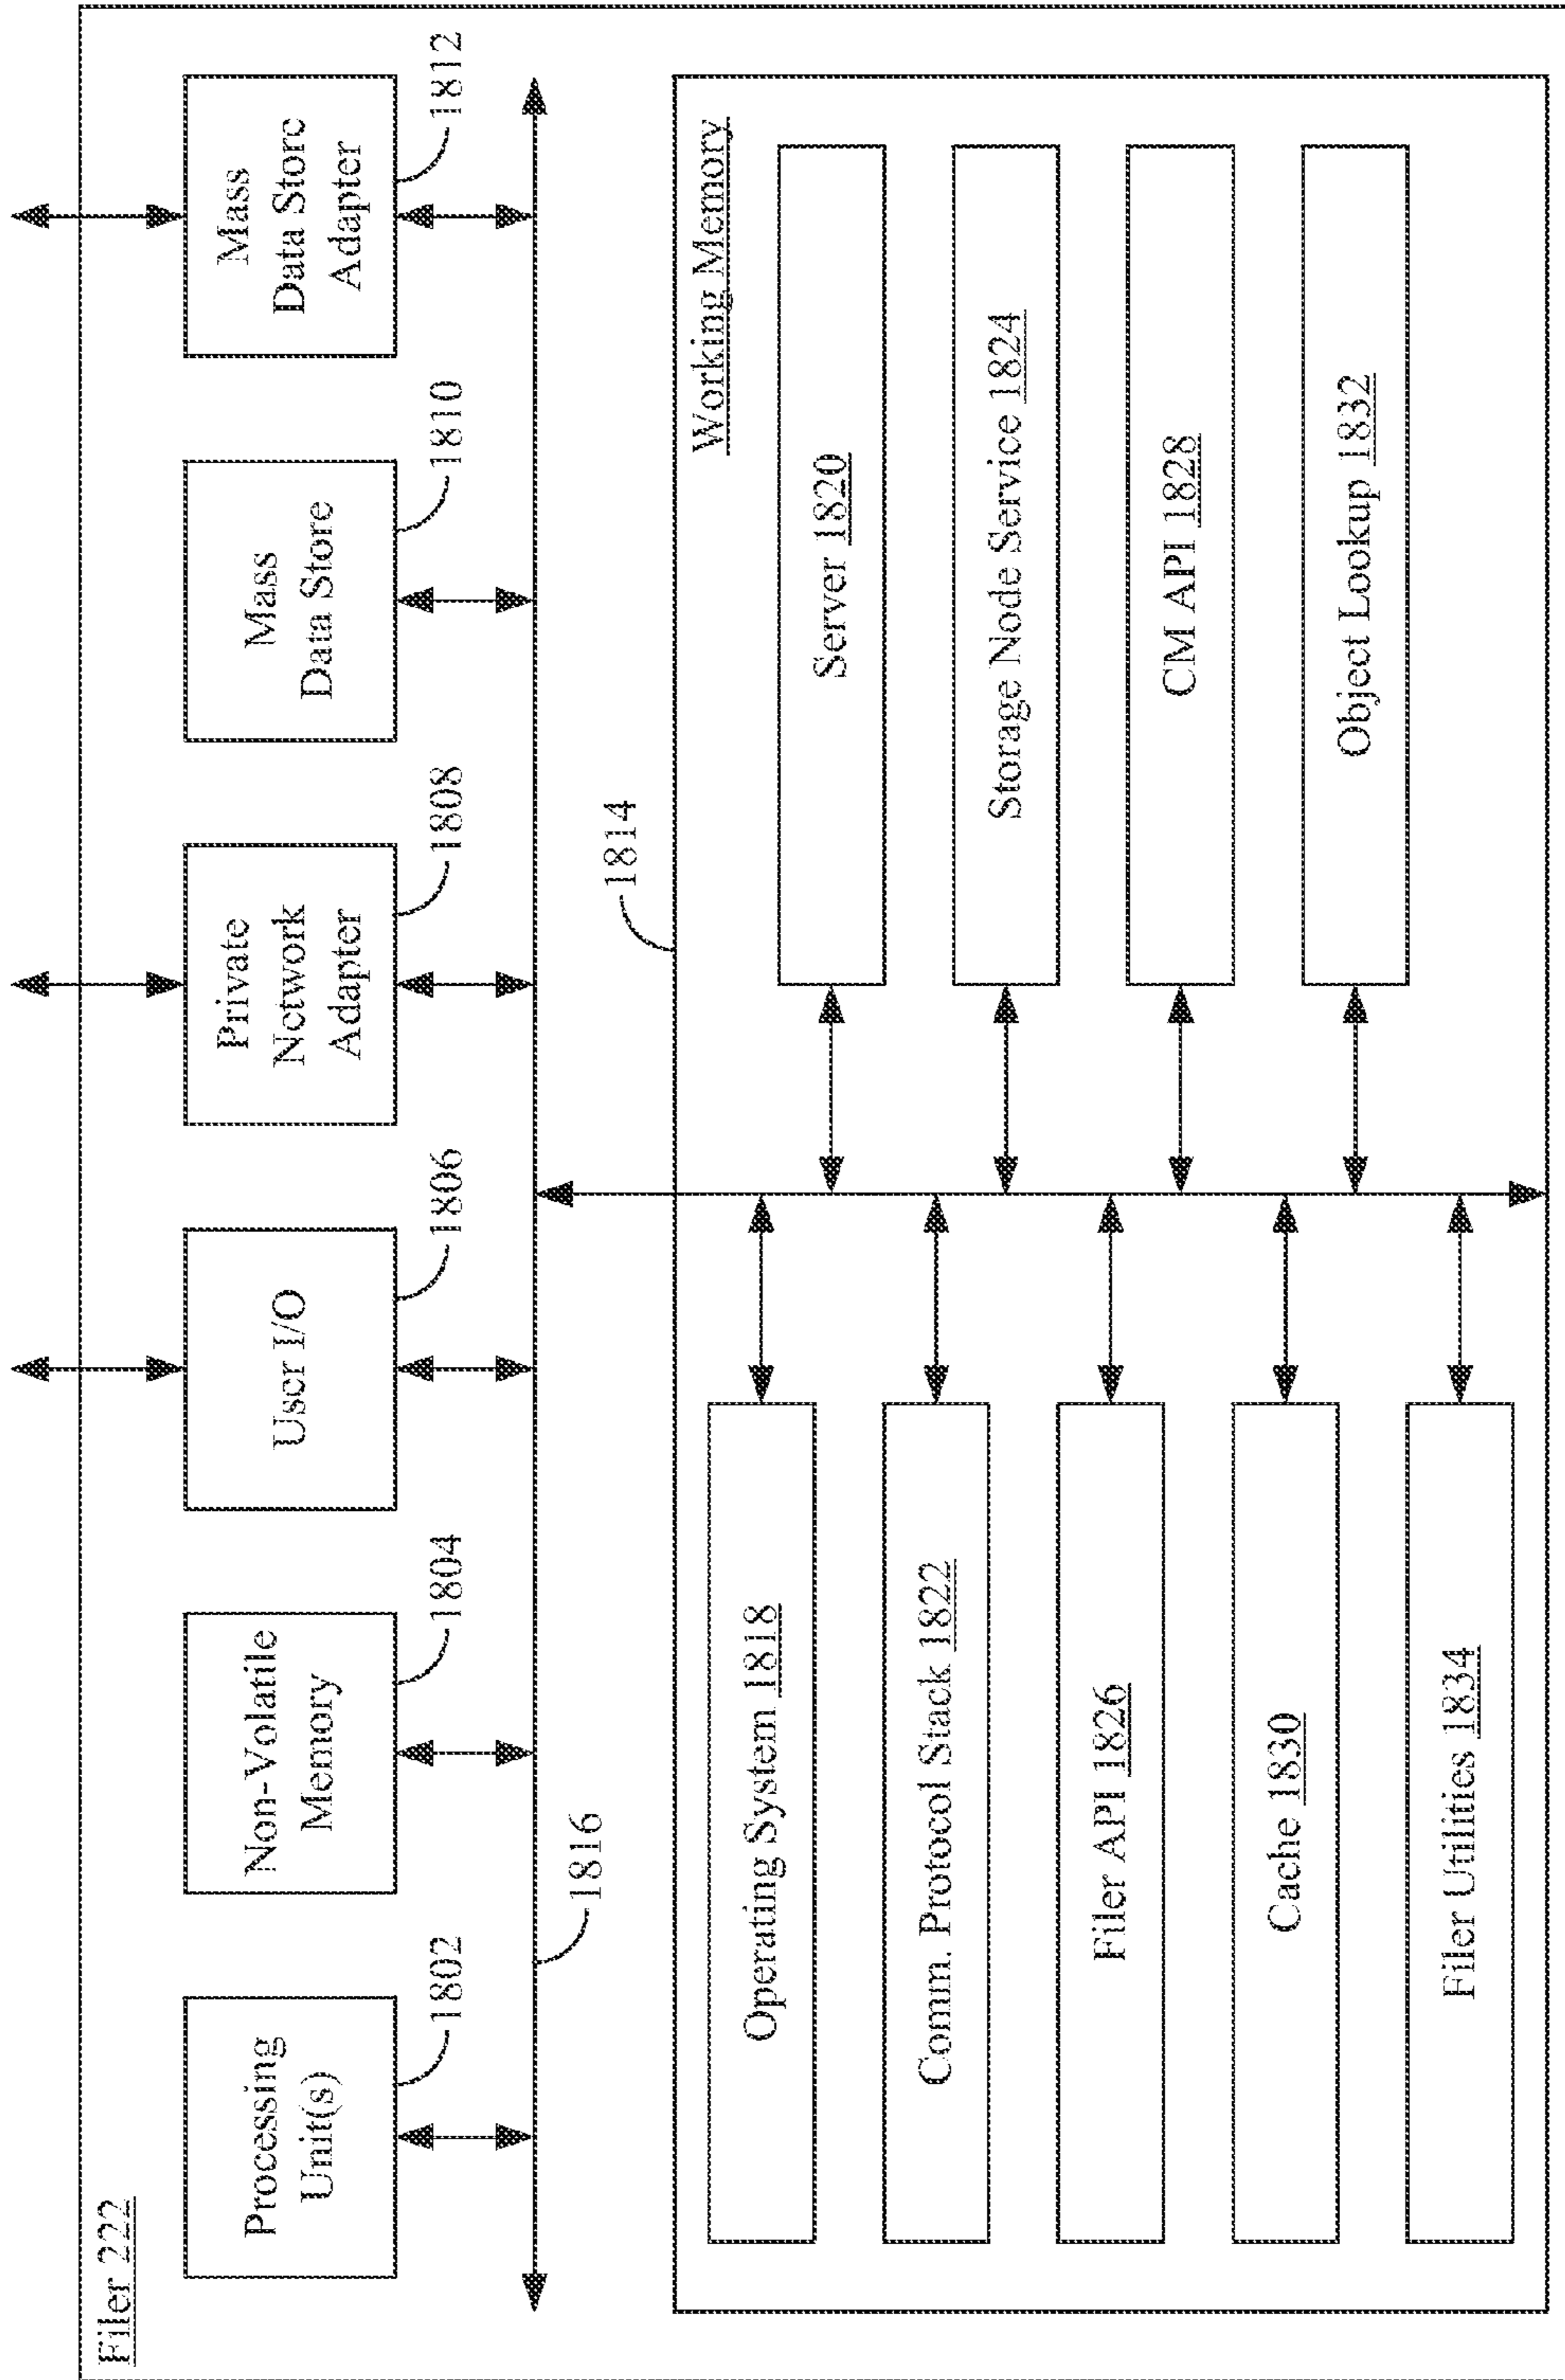 Filer 222
Processing
Unit(s)
1802
Non-Volatile
Memory
1804
User I/O
1806
Private
Network
Adapter
1808
Mass
Data Store
1810
Mass
Data Store
Adapter
1812
1816
1814
Working Memory
Operating System 1818
Server 1820
Comm. Protocol Stack 1822
Storage Node Service 1824
Filer API 1826
CM API 1828
Cache 1830
Object Lookup 1832
Filer Utilities 1834